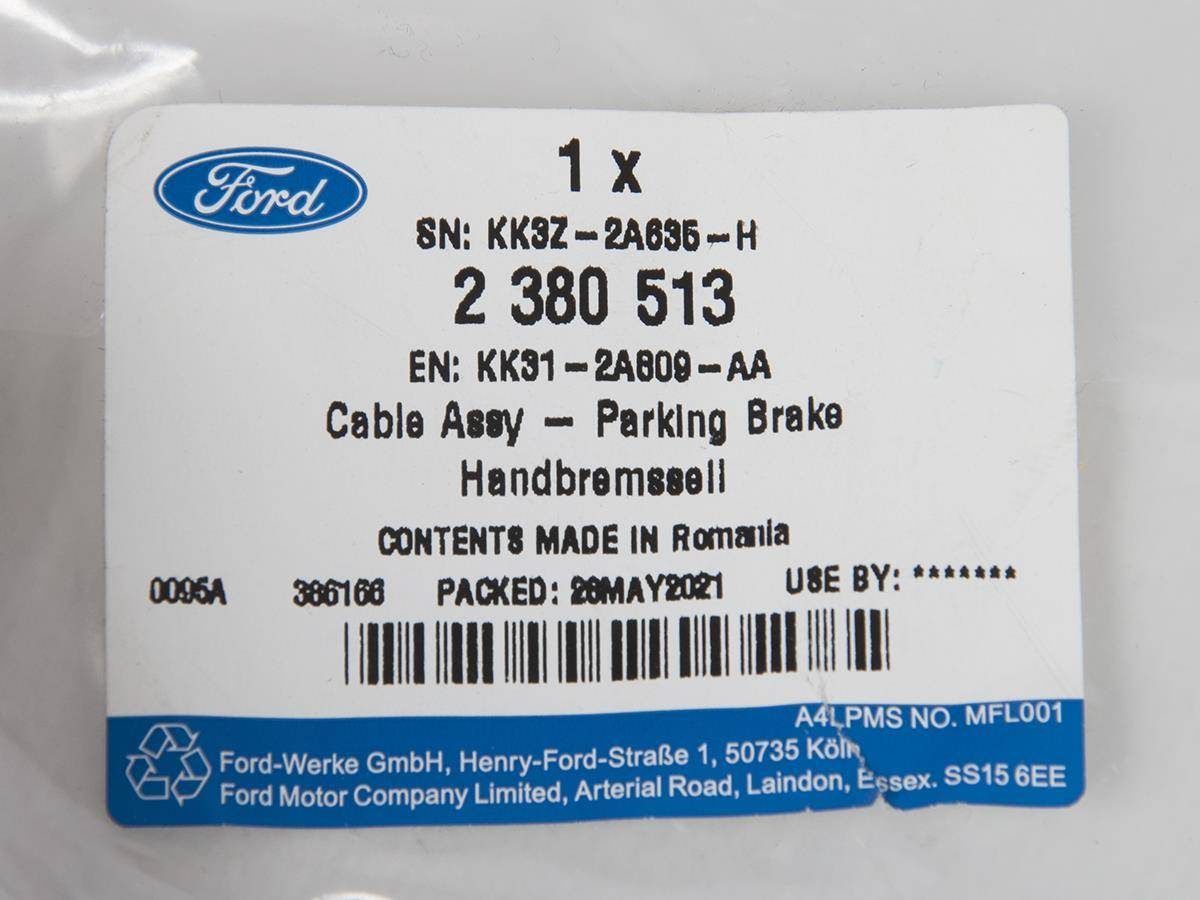 Ford
1 x
SN: KK3Z-2A635-H
2 380 513
EN: KK31-2A809-AA
Cable Assy - Parking Brake
Handbremsseil
CONTENTS MADE IN Romania
0095A 386166 PACKED: 26MAY2021 USE BY: *******
A4LPMS NO. MFL001
Ford-Werke GmbH, Henry-Ford-Straße 1, 50735 Köln
Ford Motor Company Limited, Arterial Road, Laindon, Essex. SS15 6EE